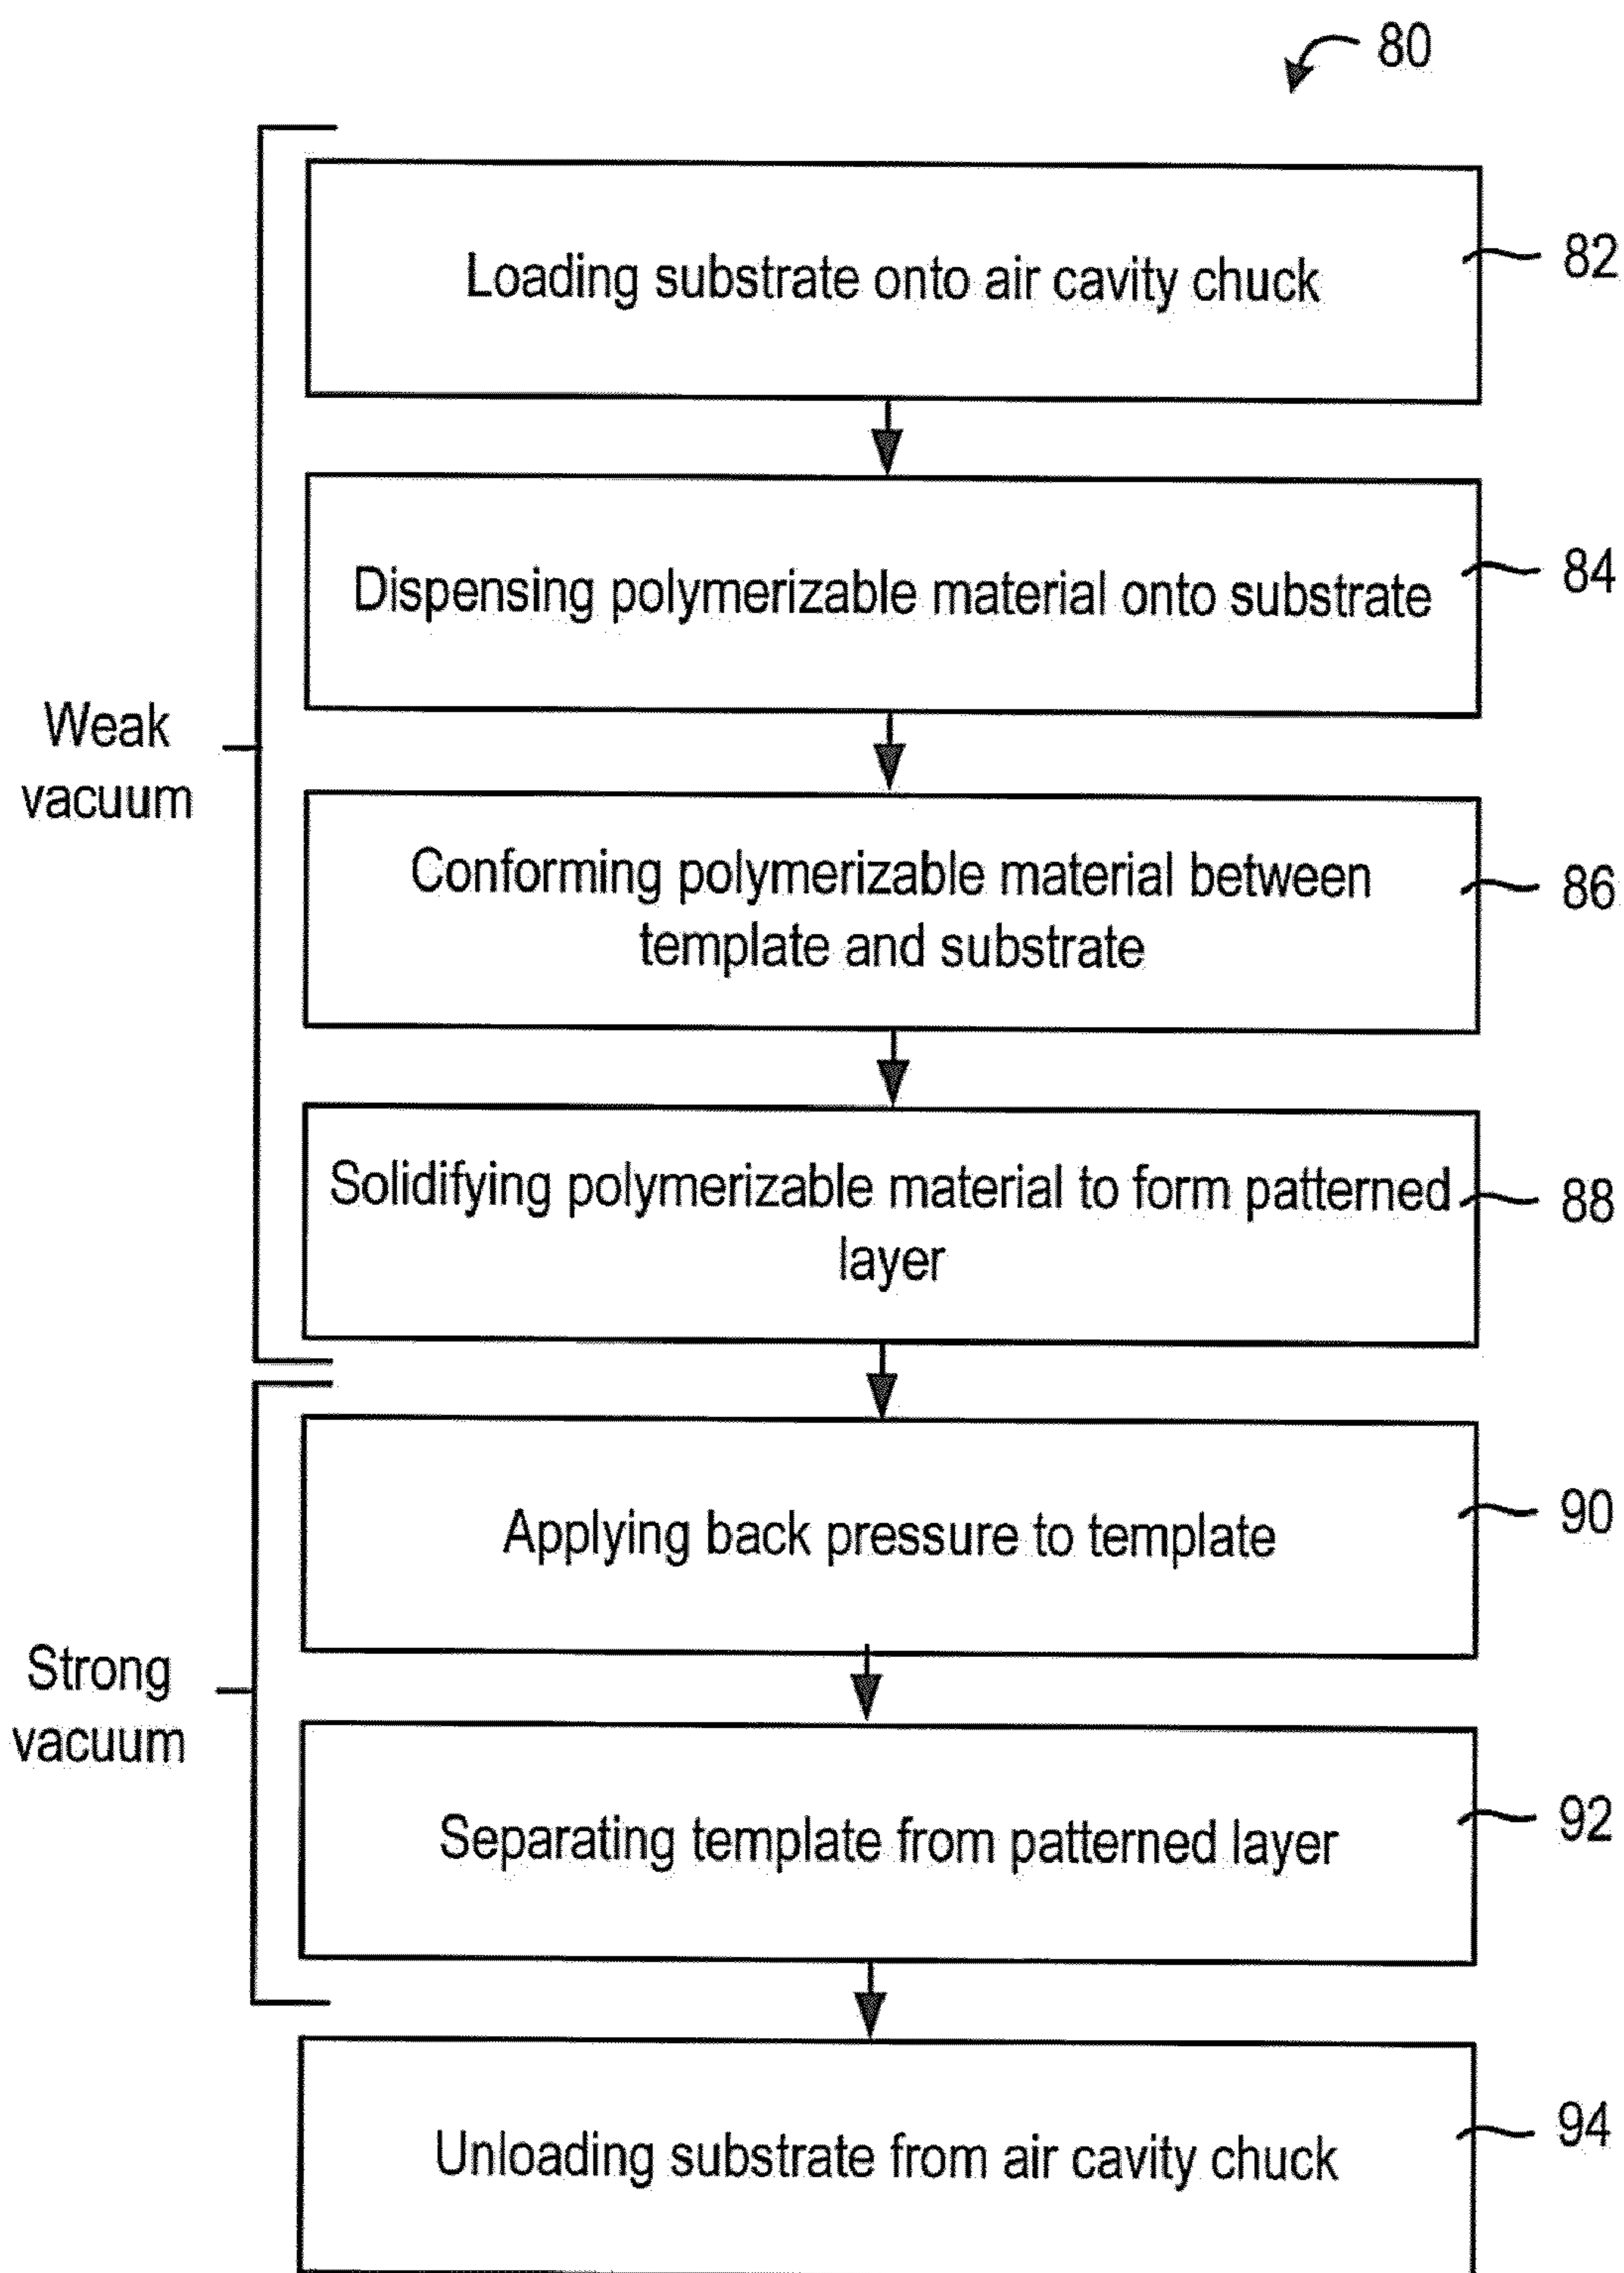 80
Loading substrate onto air cavity chuck
82
Dispensing polymerizable material onto substrate
84
Weak
vacuum
Conforming polymerizable material between
template and substrate
86
Solidifying polymerizable material to form patterned
layer
88
Applying back pressure to template
90
Strong
vacuum
Separating template from patterned layer
92
Unloading substrate from air cavity chuck
94